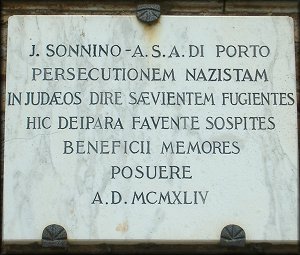 J. SONNINO - A. S. A. DI PORTO
PERSECUTIONEM NAZISTAM
IN JUDÆOS DIRE SÆVIENTEM FUGIENTES
HIC DEIPARA FAVENTE SOSPITES
BENEFICII MEMORES
POSUERE
A. D. MCMXLIV